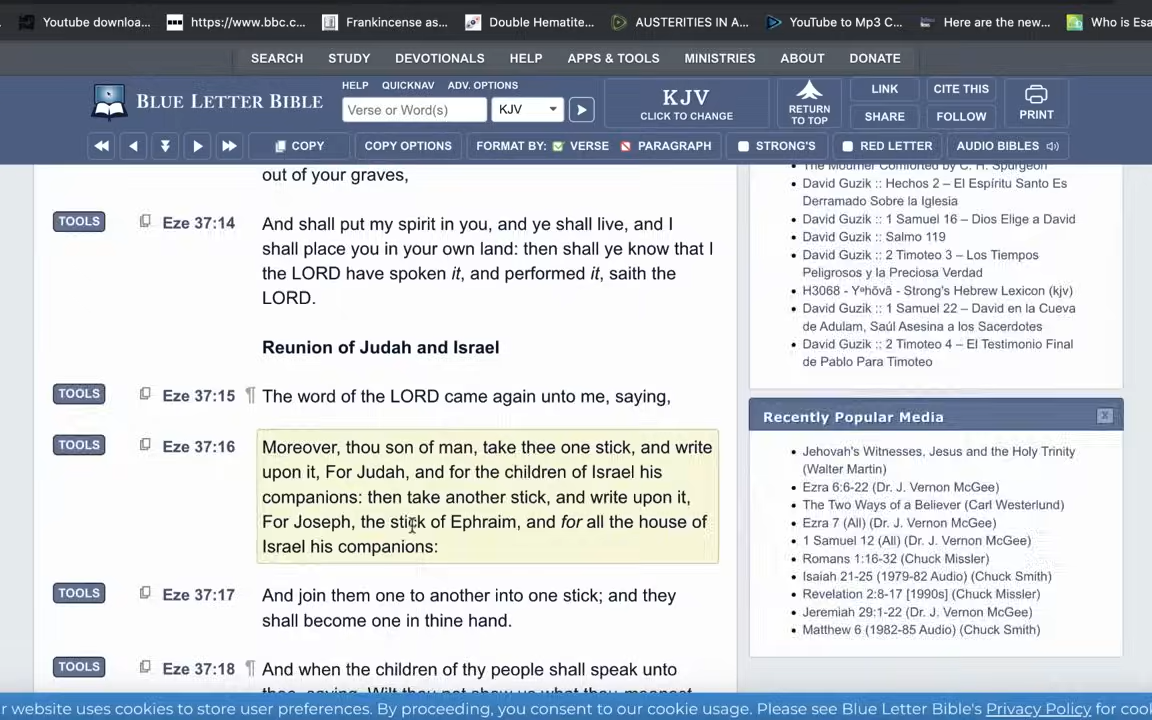 Youtube downloa...
https://www.bbc.c...
Frankincense as...
Double Hematite...
AUSTERITIES IN A...
YouTube to Mp3 C...
Here are the new...
Who is Esa
SEARCH STUDY DEVOTIONALS HELP APPS & TOOLS MINISTRIES ABOUT DONATE
BLUE LETTER BIBLE
HELP QUICKNAV ADV. OPTIONS
Verse or Word(s)
KJV
KJV
CLICK TO CHANGE
RETURN
TO TOP
LINK
CITE THIS
SHARE
FOLLOW
PRINT
COPY
COPY OPTIONS
FORMAT BY: VERSE PARAGRAPH
STRONG'S
RED LETTER
AUDIO BIBLES
out of your graves,
TOOLS
Eze 37:14
And shall put my spirit in you, and ye shall live, and I
shall place you in your own land: then shall ye know that I
the LORD have spoken it, and performed it, saith the
LORD.
Reunion of Judah and Israel
TOOLS
Eze 37:15
¶ The word of the LORD came again unto me, saying,
TOOLS
Eze 37:16
Moreover, thou son of man, take thee one stick, and write
upon it, For Judah, and for the children of Israel his
companions: then take another stick, and write upon it,
For Joseph, the stick of Ephraim, and for all the house of
Israel his companions:
TOOLS
Eze 37:17
And join them one to another into one stick; and they
shall become one in thine hand.
TOOLS
Eze 37:18
¶ And when the children of thy people shall speak unto
thee, saying, Wilt thou not show us what thou meanest
The Mourner Comforted by C. H. Spurgeon
David Guzik :: Hechos 2 – El Espíritu Santo Es
Derramado Sobre la Iglesia
David Guzik :: 1 Samuel 16 – Dios Elige a David
David Guzik :: Salmo 119
David Guzik :: 2 Timoteo 3 – Los Tiempos
Peligrosos y la Preciosa Verdad
H3068 - Yᵊhōvâ - Strong's Hebrew Lexicon (kjv)
David Guzik :: 1 Samuel 22 – David en la Cueva
de Adulam, Saúl Asesina a los Sacerdotes
David Guzik :: 2 Timoteo 4 – El Testimonio Final
de Pablo Para Timoteo
Recently Popular Media
Jehovah's Witnesses, Jesus and the Holy Trinity
(Walter Martin)
Ezra 6:6-22 (Dr. J. Vernon McGee)
The Two Ways of a Believer (Carl Westerlund)
Ezra 7 (All) (Dr. J. Vernon McGee)
1 Samuel 12 (All) (Dr. J. Vernon McGee)
Romans 1:16-32 (Chuck Missler)
Isaiah 21-25 (1979-82 Audio) (Chuck Smith)
Revelation 2:8-17 [1990s] (Chuck Missler)
Jeremiah 29:1-22 (Dr. J. Vernon McGee)
Matthew 6 (1982-85 Audio) (Chuck Smith)
r website uses cookies to store user preferences. By proceeding, you consent to our cookie usage. Please see Blue Letter Bible's Privacy Policy for cook